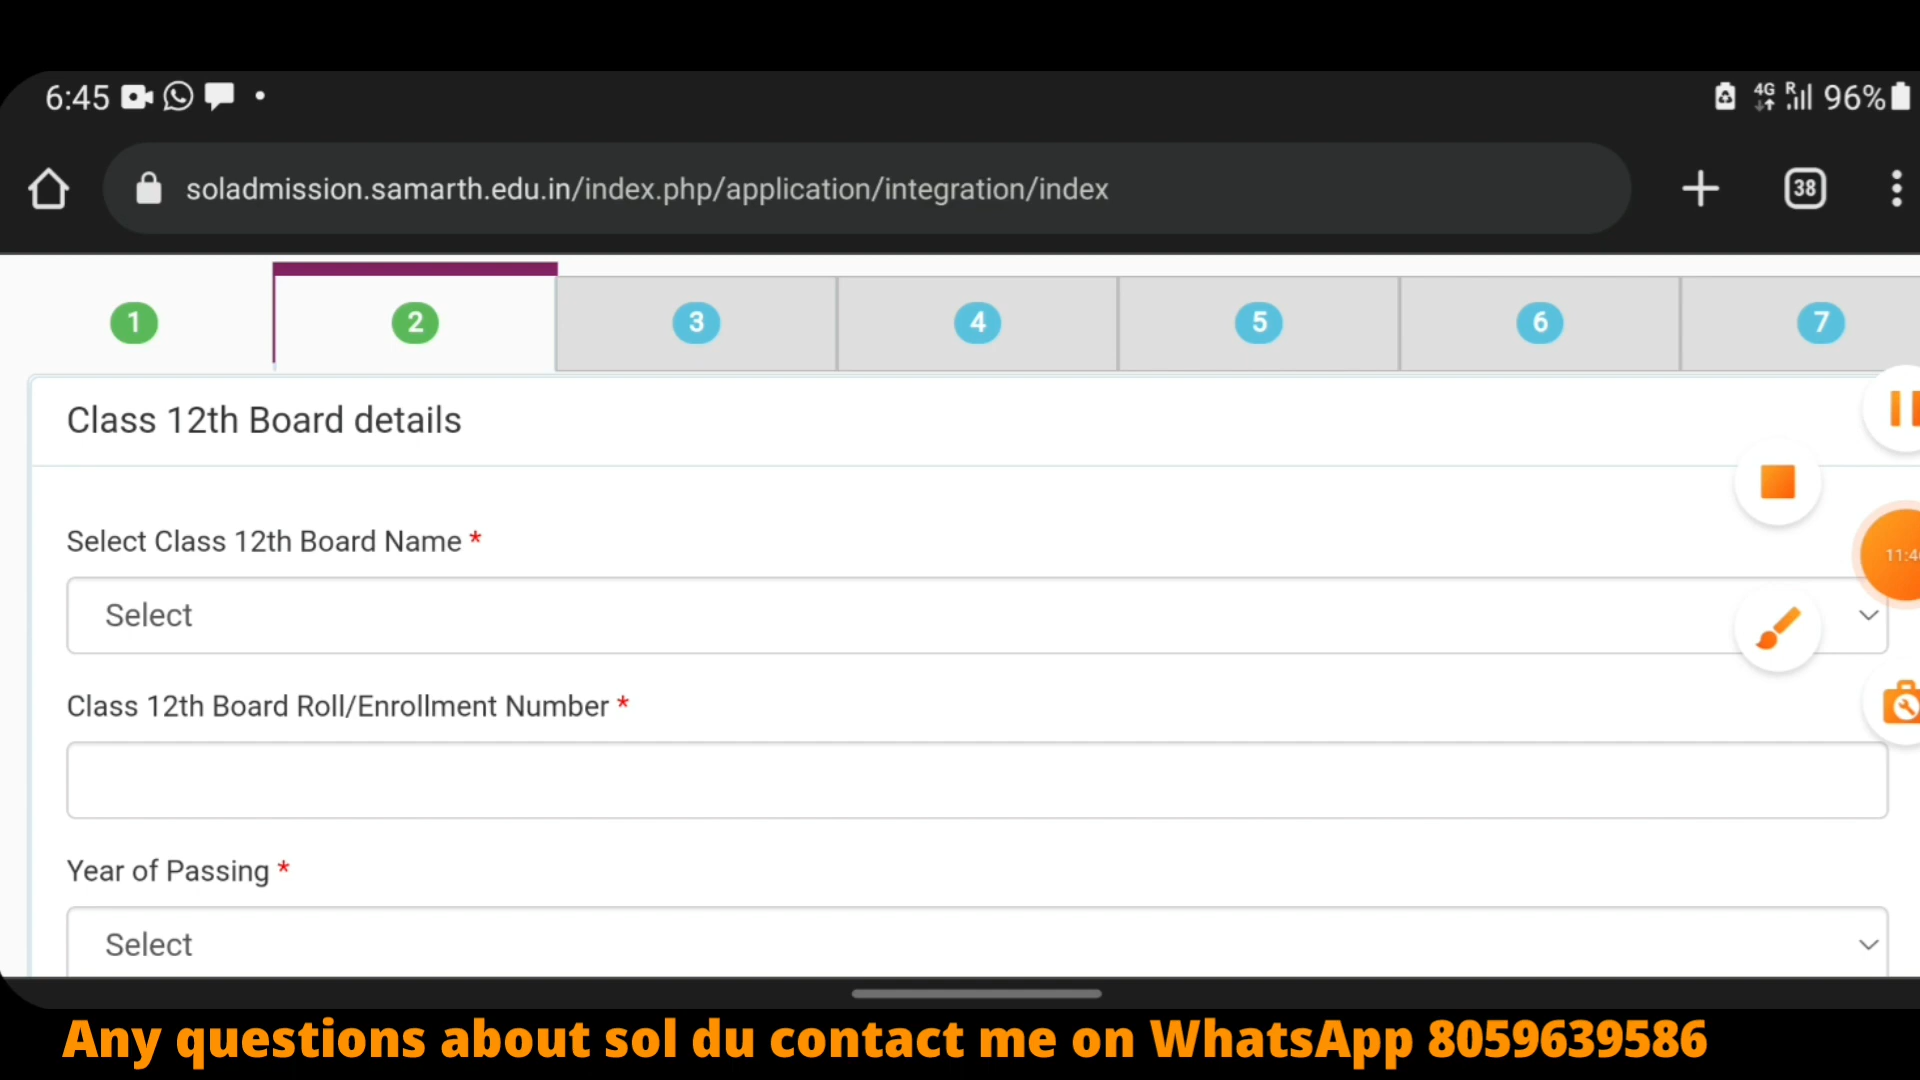 6:45 4G R 96%
soladmission.samarth.edu.in/index.php/application/integration/index
38
1 2 3 4 5 6 7
Class 12th Board details
Select Class 12th Board Name *
Select
Class 12th Board Roll/Enrollment Number *
Year of Passing *
Select
Any questions about sol du contact me on WhatsApp 8059639586